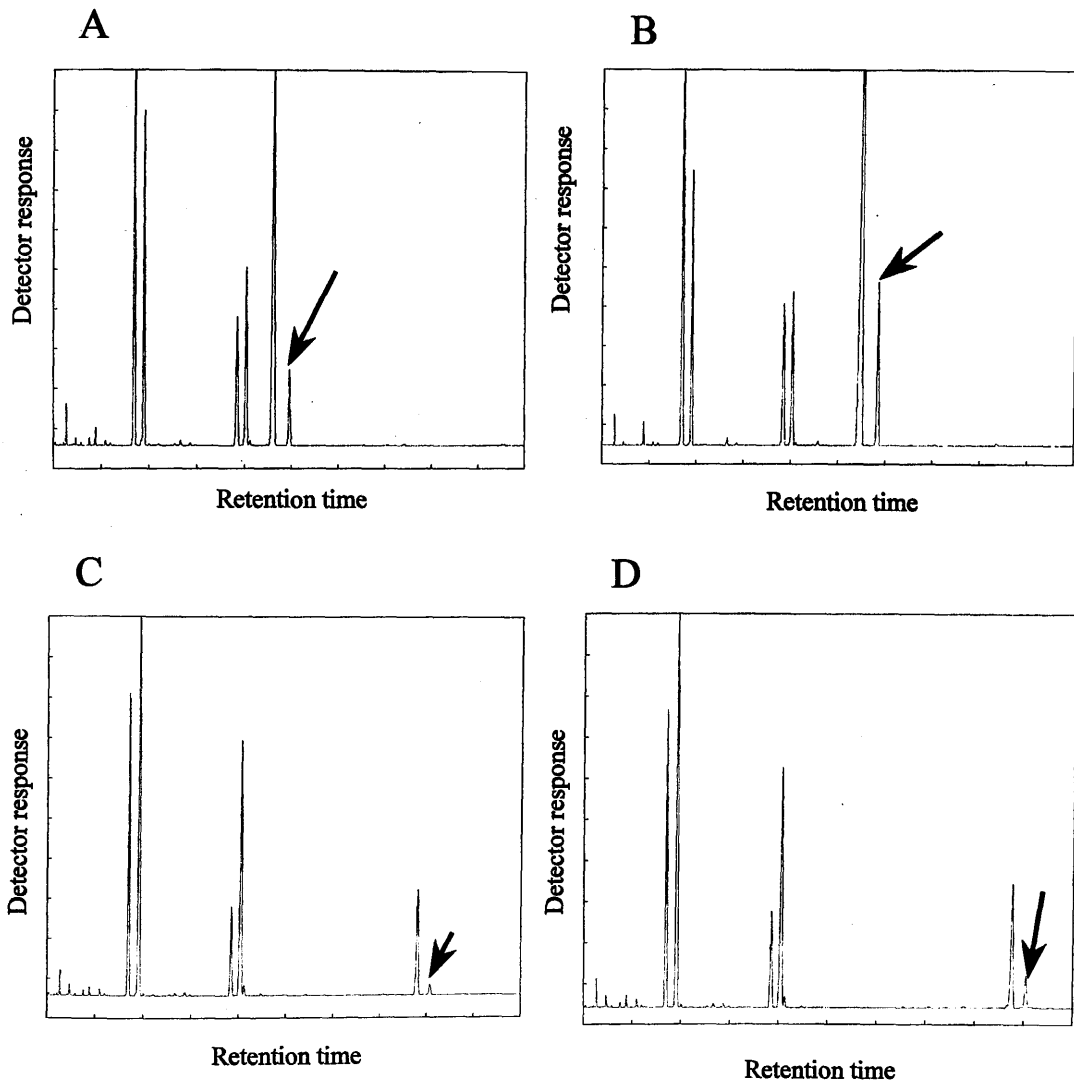 A
B
Detector response
Detector response
Retention time
Retention time
C
D
Detector response
Detector response
Retention time
Retention time